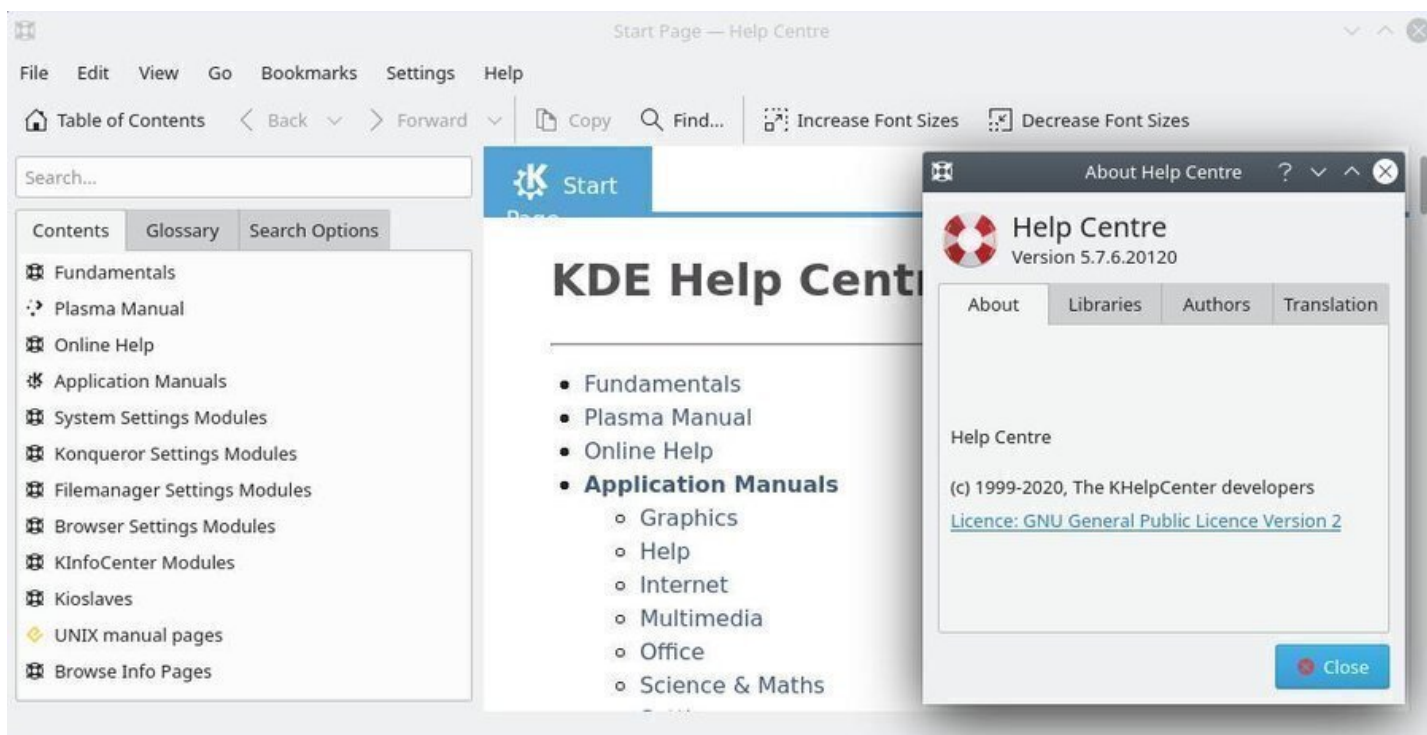 Start Page — Help Centre
File Edit View Go Bookmarks Settings Help
Table of Contents Back Forward Copy Find... Increase Font Sizes Decrease Font Sizes
Search...
Contents Glossary Search Options
Fundamentals
Plasma Manual
Online Help
Application Manuals
System Settings Modules
Konqueror Settings Modules
Filemanager Settings Modules
Browser Settings Modules
KInfoCenter Modules
Kioslaves
UNIX manual pages
Browse Info Pages
Start
Page
KDE Help Cent
Fundamentals
Plasma Manual
Online Help
Application Manuals
Graphics
Help
Internet
Multimedia
Office
Science & Maths
About Help Centre
Help Centre
Version 5.7.6.20120
About Libraries Authors Translation
Help Centre
(c) 1999-2020, The KHelpCenter developers
Licence: GNU General Public Licence Version 2
Close